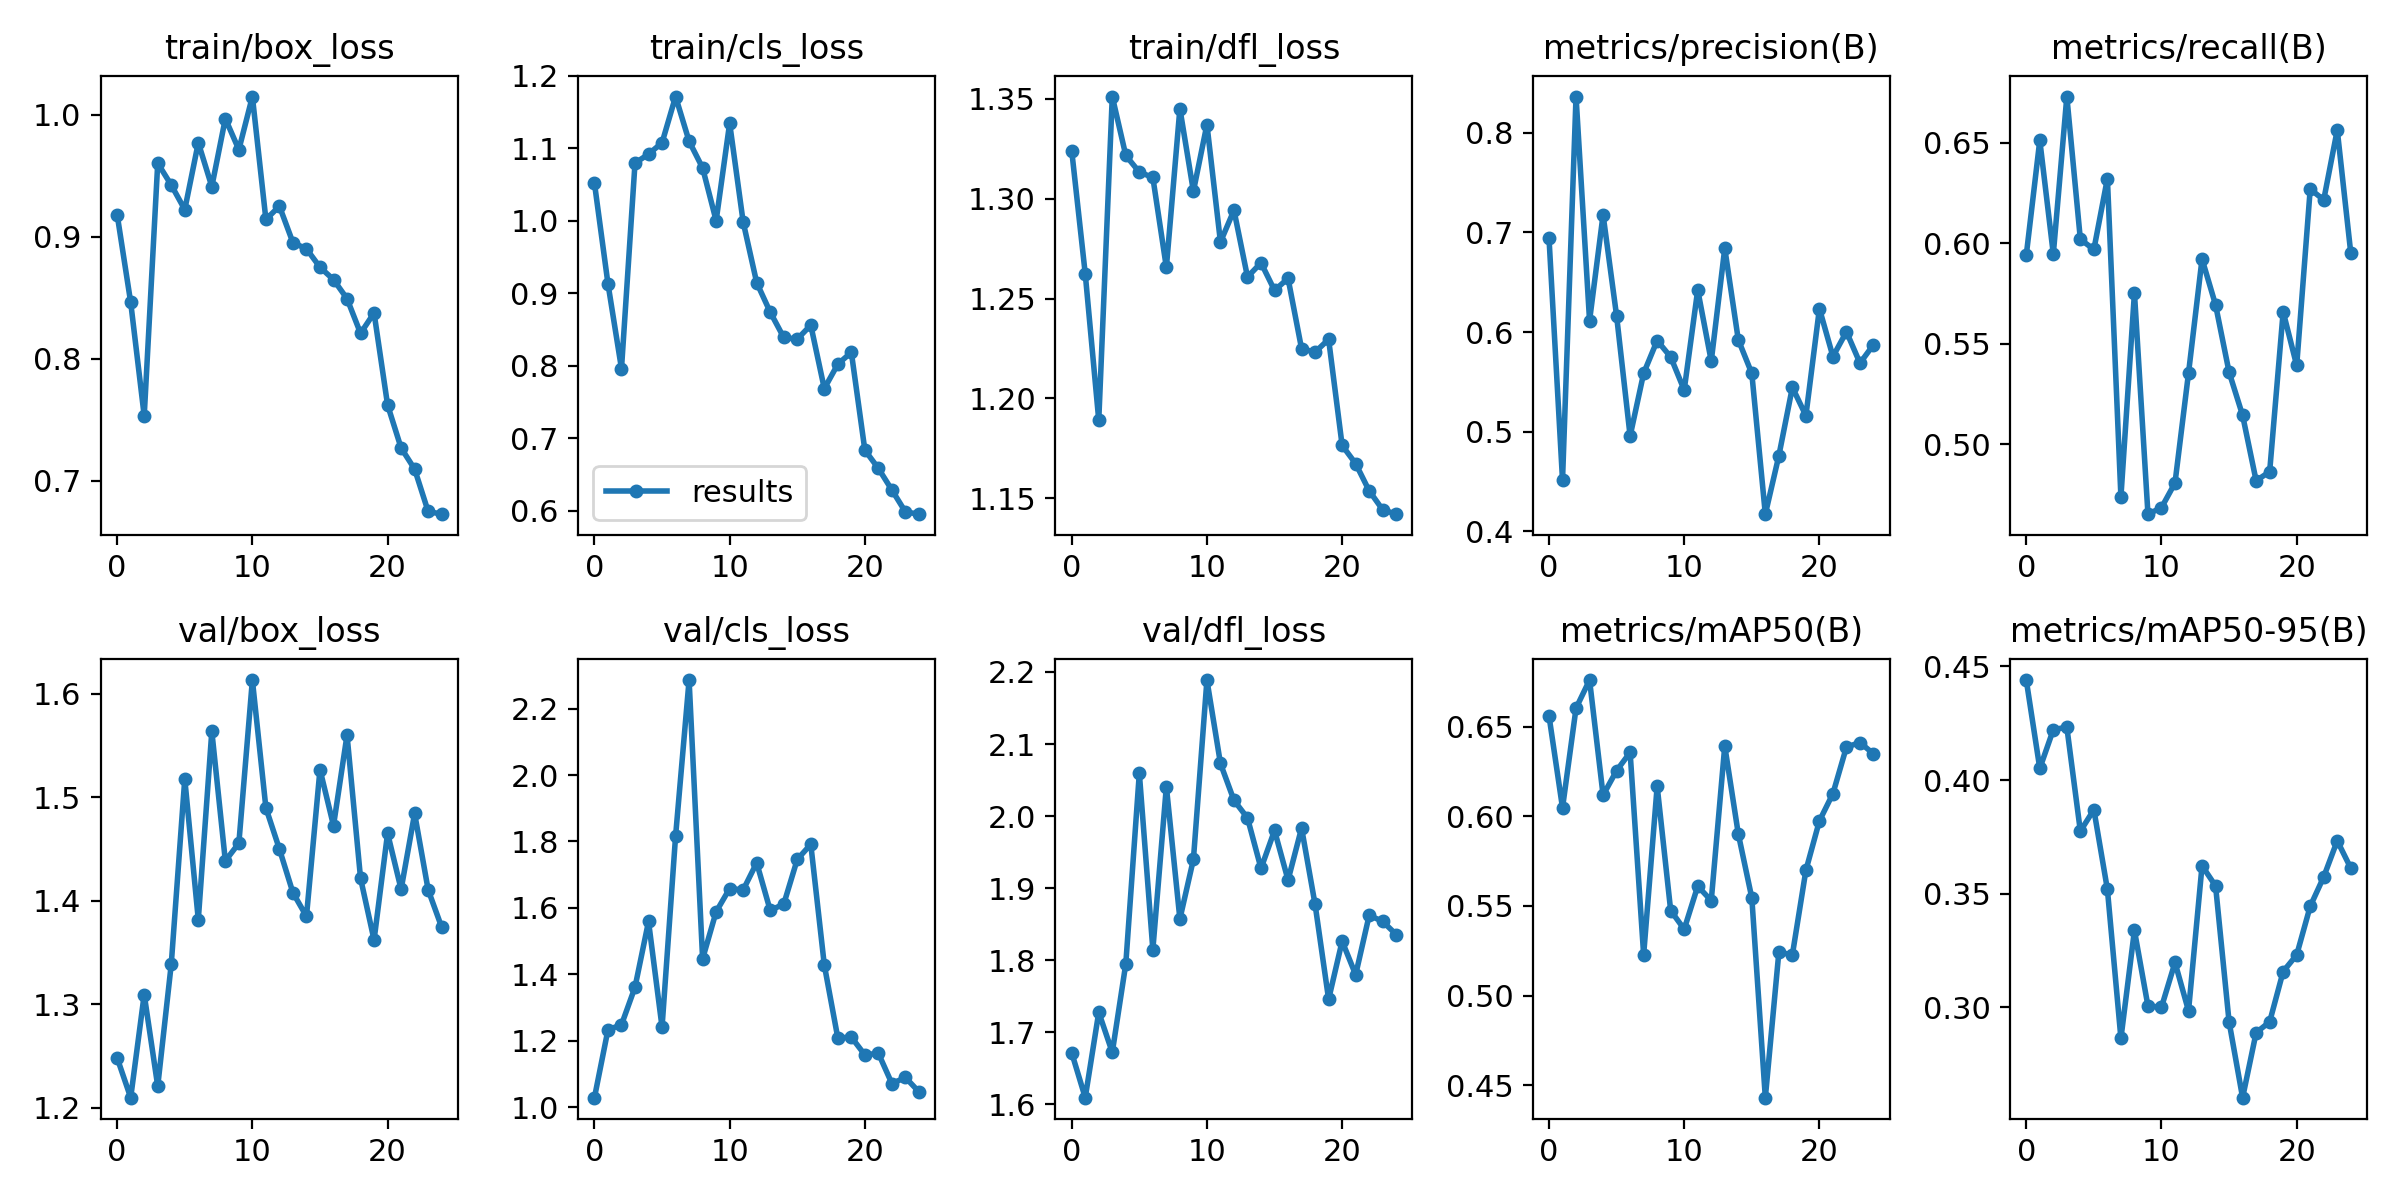 train/box_loss
1.0
0.9
0.8
0.7
0 10 20
train/cls_loss
1.2
1.1
1.0
0.9
0.8
0.7
0.6
results
0 10 20
train/dfl_loss
1.35
1.30
1.25
1.20
1.15
0 10 20
metrics/precision(B)
0.8
0.7
0.6
0.5
0.4
0 10 20
metrics/recall(B)
0.65
0.60
0.55
0.50
0 10 20
val/box_loss
1.6
1.5
1.4
1.3
1.2
0 10 20
val/cls_loss
2.2
2.0
1.8
1.6
1.4
1.2
1.0
0 10 20
val/dfl_loss
2.2
2.1
2.0
1.9
1.8
1.7
1.6
0 10 20
metrics/mAP50(B)
0.65
0.60
0.55
0.50
0.45
0 10 20
metrics/mAP50-95(B)
0.45
0.40
0.35
0.30
0 10 20